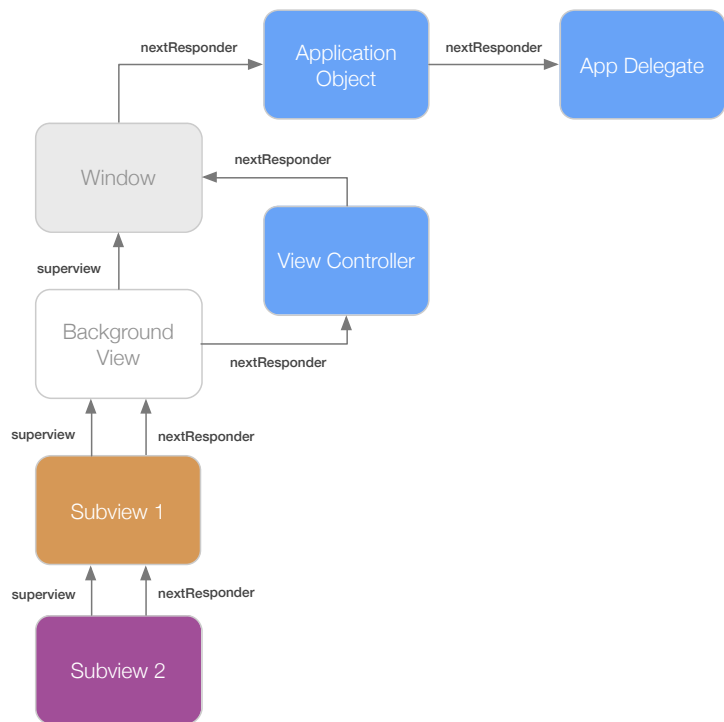 nextResponder
Application
Object
nextResponder
App Delegate
Window
nextResponder
View Controller
superview
Background
View
nextResponder
superview
nextResponder
Subview 1
superview
nextResponder
Subview 2